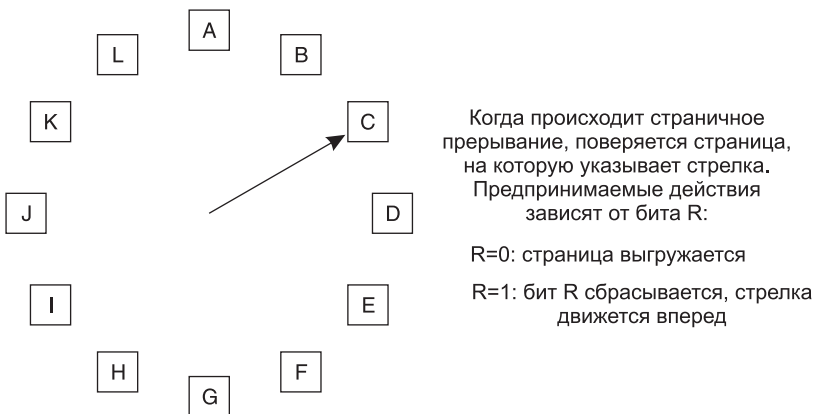 A
L
B
K
C
J
D
I
E
H
F
G
Когда происходит страничное
прерывание, поверяется страница,
на которую указывает стрелка.
Предпринимаемые действия
зависят от бита R:
R=0: страница выгружается
R=1: бит R сбрасывается, стрелка
движется вперед